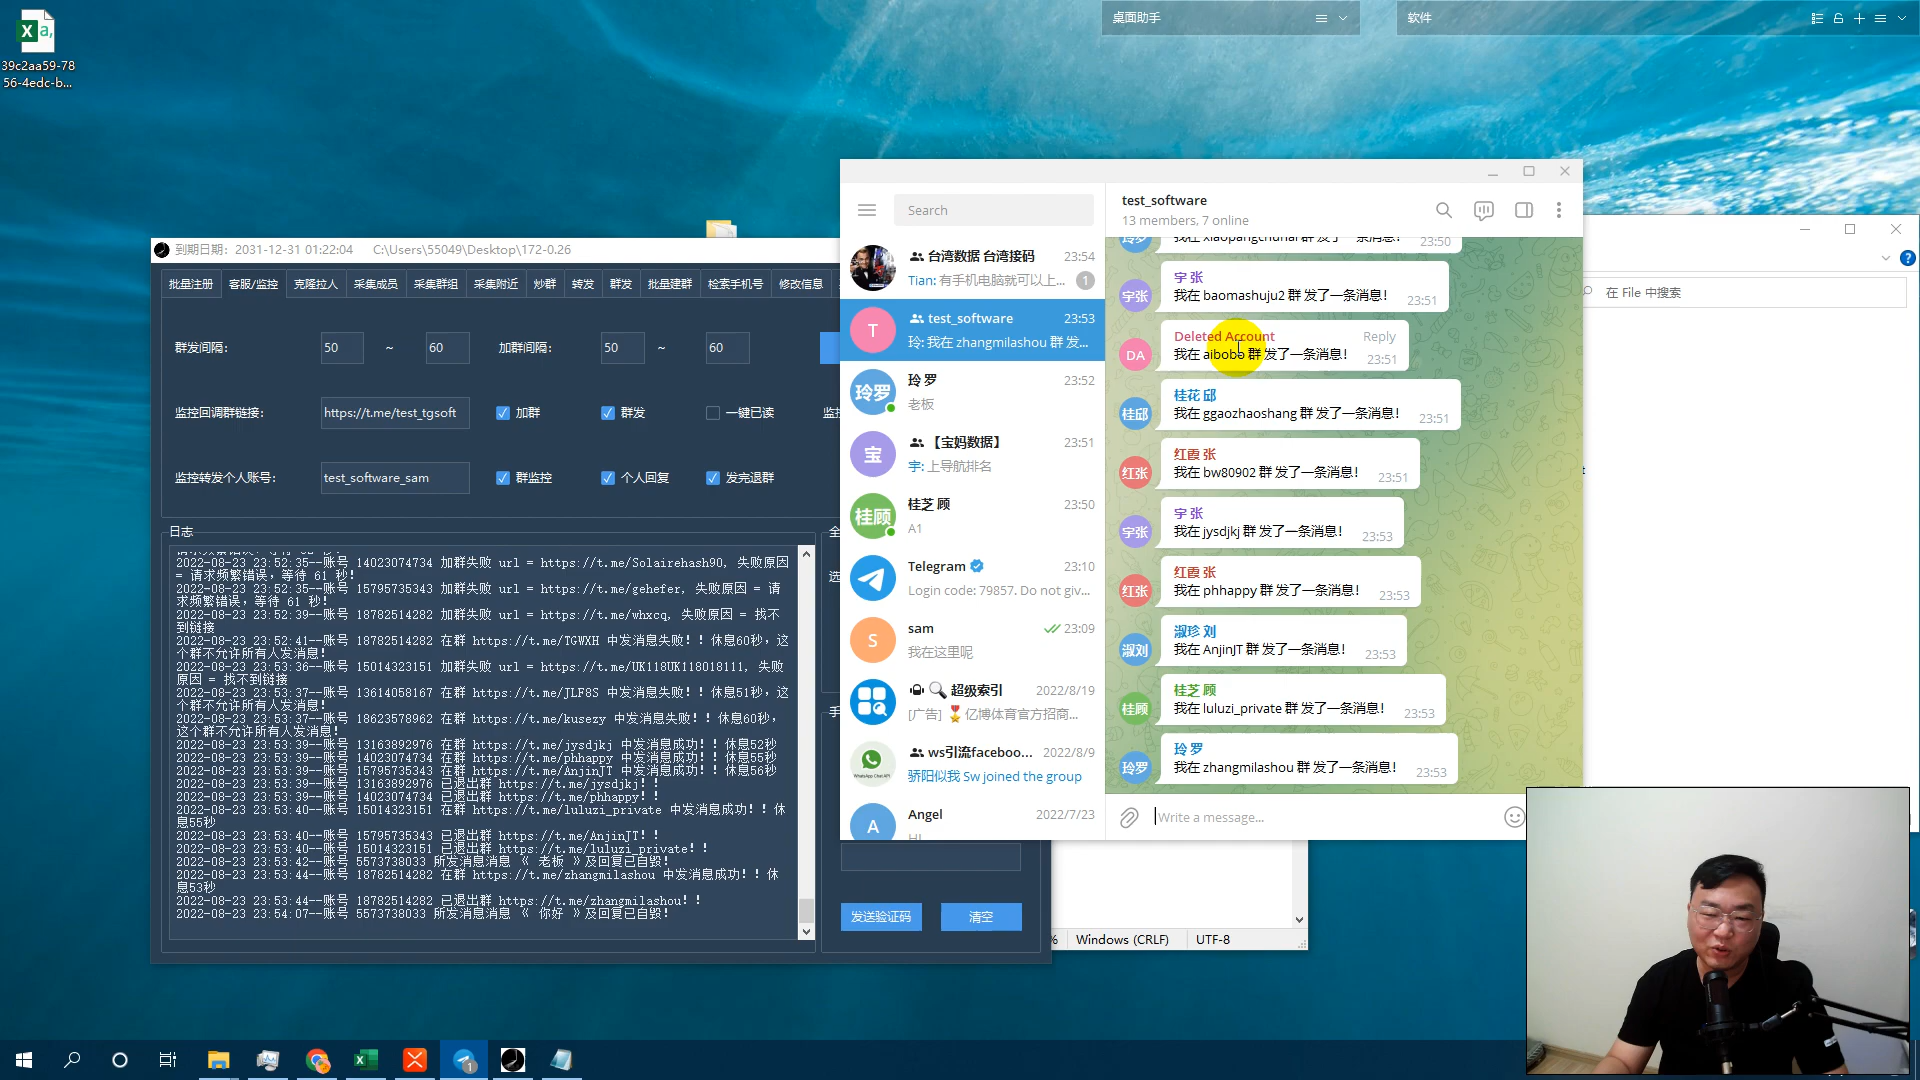 39c2aa59-78
56-4edc-b...
桌面助手
软件
到期日期：2031-12-31 01:22:04
C:\Users\55049\Desktop\172-0.26
批量注册
客服/监控
克隆拉人
采集成员
采集群组
采集附近
炒群
转发
群发
批量建群
检索手机号
修改信息
群发间隔:
50
~
60
加群间隔:
50
~
60
监控回调群链接:
https://t.me/test_tgsoft
加群
群发
一键已读
监控转发个人账号:
test_software_sam
群监控
个人回复
发完退群
日志
2022-08-23 23:52:35--账号 14023074734 加群失败 url = https://t.me/Solairehash90, 失败原因
= 请求频繁错误，等待 61 秒！
2022-08-23 23:52:35--账号 15795735343 加群失败 url = https://t.me/gehefer, 失败原因 = 请
求频繁错误，等待 61 秒！
2022-08-23 23:52:39--账号 18782514282 加群失败 url = https://t.me/whxcq, 失败原因 = 找不
到链接
2022-08-23 23:52:41--账号 18782514282 在群 https://t.me/TGWXH 中发消息失败！！休息60秒，这
个群不允许所有人发消息！
2022-08-23 23:53:36--账号 15014323151 加群失败 url = https://t.me/UK118UK118018111, 失败
原因 = 找不到链接
2022-08-23 23:53:37--账号 13614058167 在群 https://t.me/JLF8S 中发消息失败！！休息51秒，这
个群不允许所有人发消息！
2022-08-23 23:53:37--账号 18623578962 在群 https://t.me/kusezy 中发消息失败！！休息60秒，
这个群不允许所有人发消息！
2022-08-23 23:53:39--账号 13163892976 在群 https://t.me/jysdjkj 中发消息成功！！休息52秒
2022-08-23 23:53:39--账号 14023074734 在群 https://t.me/phhappy 中发消息成功！！休息55秒
2022-08-23 23:53:39--账号 15795735343 在群 https://t.me/AnjinJT 中发消息成功！！休息56秒
2022-08-23 23:53:39--账号 13163892976 已退出群 https://t.me/jysdjkj！！
2022-08-23 23:53:39--账号 14023074734 已退出群 https://t.me/phhappy！！
2022-08-23 23:53:40--账号 15014323151 在群 https://t.me/luluzi_private 中发消息成功！！休
息55秒
2022-08-23 23:53:40--账号 15795735343 已退出群 https://t.me/AnjinJT！！
2022-08-23 23:53:40--账号 15014323151 已退出群 https://t.me/luluzi_private！！
2022-08-23 23:53:42--账号 5573738033 所发消息消息 《 老板 》及回复已自毁！
2022-08-23 23:53:44--账号 18782514282 在群 https://t.me/zhangmilashou 中发消息成功！！休
息53秒
2022-08-23 23:53:44--账号 18782514282 已退出群 https://t.me/zhangmilashou！！
2022-08-23 23:54:07--账号 5573738033 所发消息消息 《 你好 》及回复已自毁！
发送验证码
清空
Search
台湾数据 台湾接码 23:54
Tian: 有手机电脑就可以上... 1
T
test_software 23:53
玲: 我在 zhangmilashou 群 发...
玲罗
玲 罗 23:52
老板
宝
【宝妈数据】 23:51
宇: 上导航排名
桂顾
桂芝 顾 23:50
A1
Telegram 23:10
Login code: 79857. Do not giv...
S
sam 23:09
我在这里呢
超级索引 2022/8/19
[广告] 亿博体育官方招商...
ws引流faceboo... 2022/8/9
骄阳似我 Sw joined the group
A
Angel 2022/7/23
test_software
13 members, 7 online
23:50
宇张
宇 张
我在 baomashuju2 群 发了一条消息！ 23:51
DA
Deleted Account Reply
我在 aibobo 群 发了一条消息！ 23:51
桂邱
桂花 邱
我在 ggaozhaoshang 群 发了一条消息！ 23:51
红张
红霞 张
我在 bw80902 群 发了一条消息！ 23:51
宇张
宇 张
我在 jysdjkj 群 发了一条消息！ 23:53
红张
红霞 张
我在 phhappy 群 发了一条消息！ 23:53
淑刘
淑珍 刘
我在 AnjinJT 群 发了一条消息！ 23:53
桂顾
桂芝 顾
我在 luluzi_private 群 发了一条消息！ 23:53
玲罗
玲 罗
我在 zhangmilashou 群 发了一条消息！ 23:53
Write a message...
在 File 中搜索
%
Windows (CRLF)
UTF-8